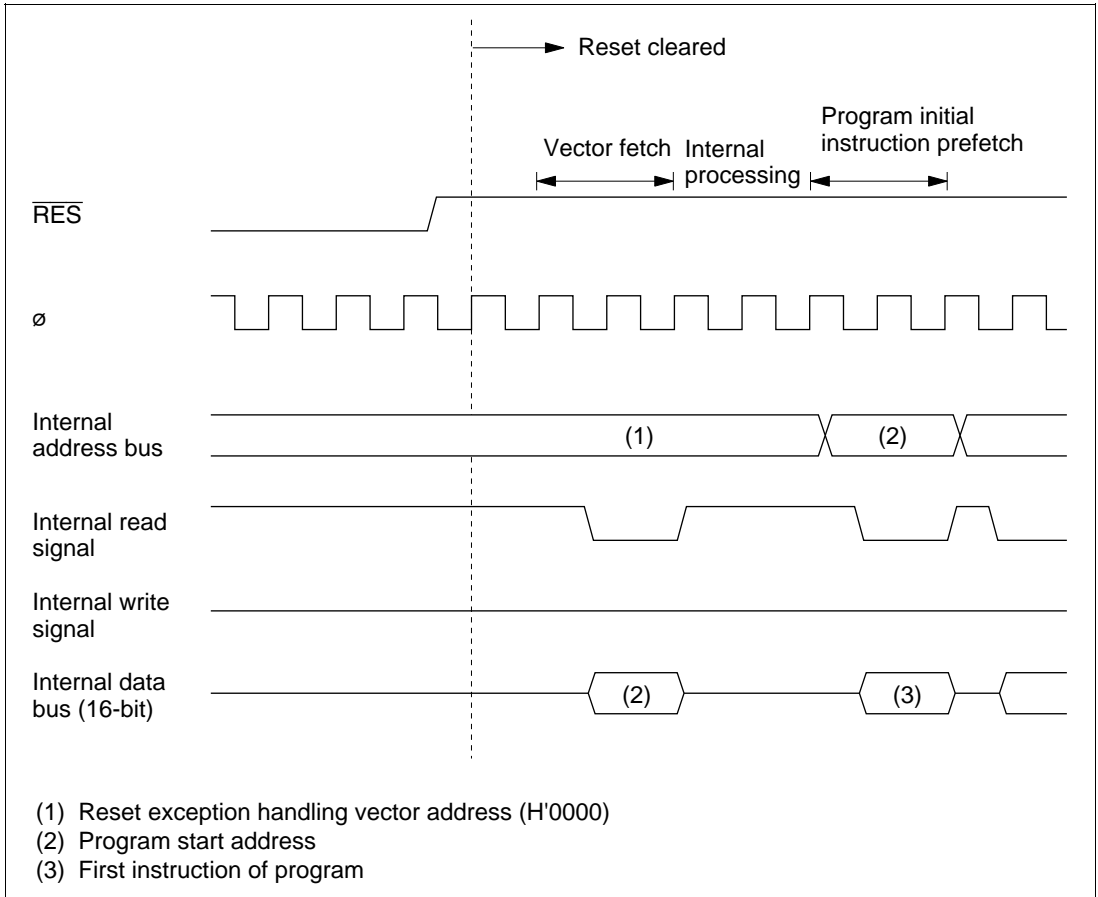 Reset cleared
Program initial
Vector fetch Internal instruction prefetch
processing
RES
ø
Internal
address bus
(1) (2)
Internal read
signal
Internal write
signal
Internal data
bus (16-bit)
(2) (3)
(1) Reset exception handling vector address (H'0000)
(2) Program start address
(3) First instruction of program